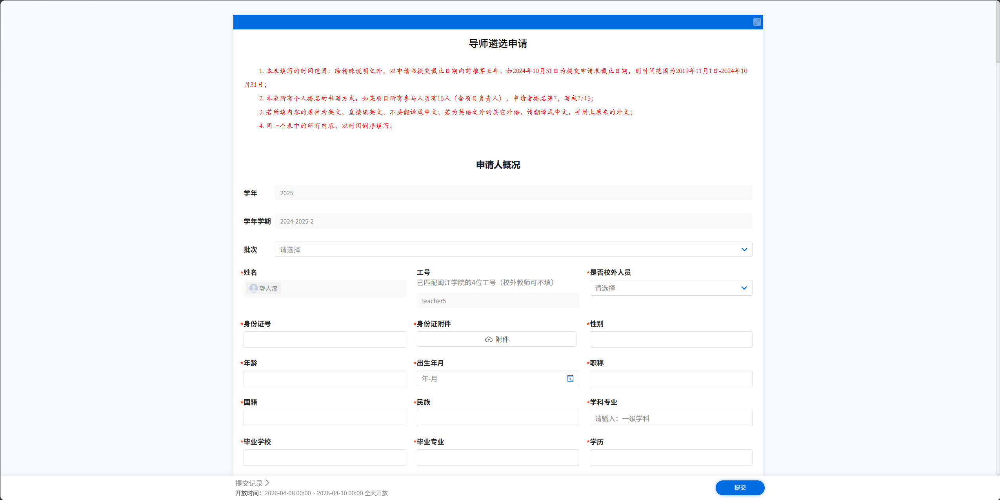 导师遴选申请
1. 本表填写的时间范围：除特殊说明之外，以申请书提交截止日期向前推算五年。如2024年10月31日为提交申请表截止日期，则时间范围为2019年11月1日-2024年10
月31日；
2. 本表所有个人排名的书写方式。如某项目所有参与人员有15人（含项目负责人），申请者排名第7，写成7/15；
3. 若所填内容的原件为英文，直接填英文，不要翻译成中文；若为英语之外的其它外语，请翻译成中文，并附上原来的外文；
4. 同一个表中的所有内容，以时间倒序填写；
申请人概况
学年 2025
学年学期 2024-2025-2
批次 请选择
*姓名 工号 *是否校外人员
已匹配闽江学院的4位工号（校外教师可不填）
郭人溶 请选择
teacher5
*身份证号 *身份证附件 *性别
附件
*年龄 *出生年月 *职称
年-月
*国籍 *民族 *学科专业
请输入：一级学科
*毕业学校 *毕业专业 *学历
提交记录
开放时间：2026-04-08 00:00 ~ 2026-04-10 00:00 全天开放
提交